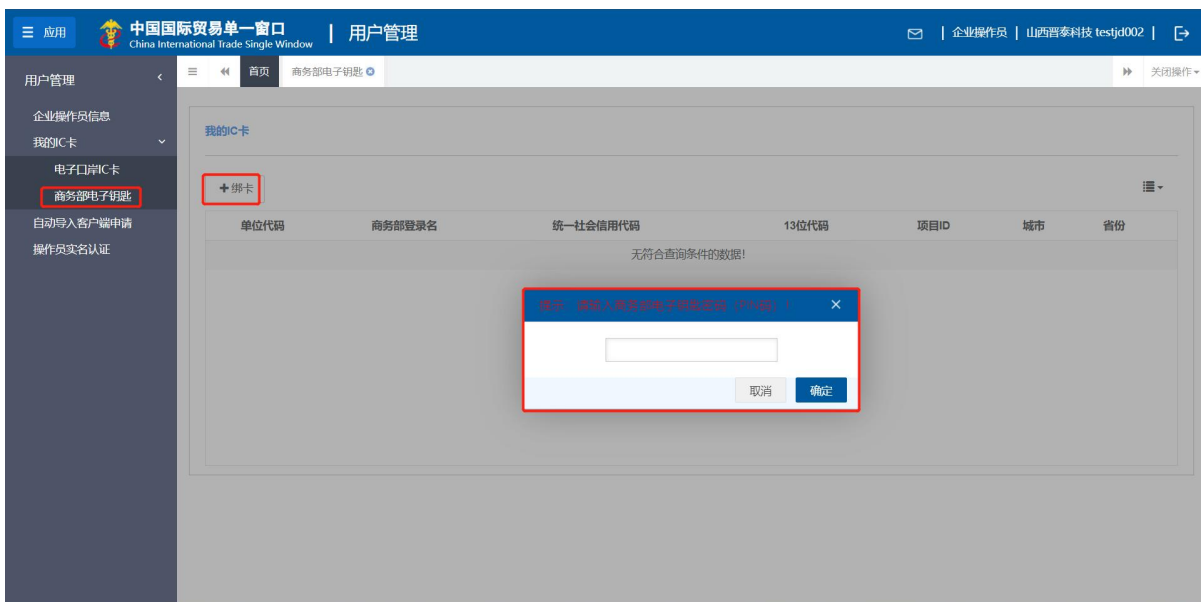 应用
中国国际贸易单一窗口
China International Trade Single Window
用户管理
企业操作员
山西晋泰科技 testjd002
用户管理
首页
商务部电子钥匙
关闭操作
企业操作员信息
我的IC卡
电子口岸IC卡
商务部电子钥匙
自动导入客户端申请
操作员实名认证
我的IC卡
绑卡
单位代码 商务部登录名 统一社会信用代码 13位代码 项目ID 城市 省份
无符合查询条件的数据!
取消
确定